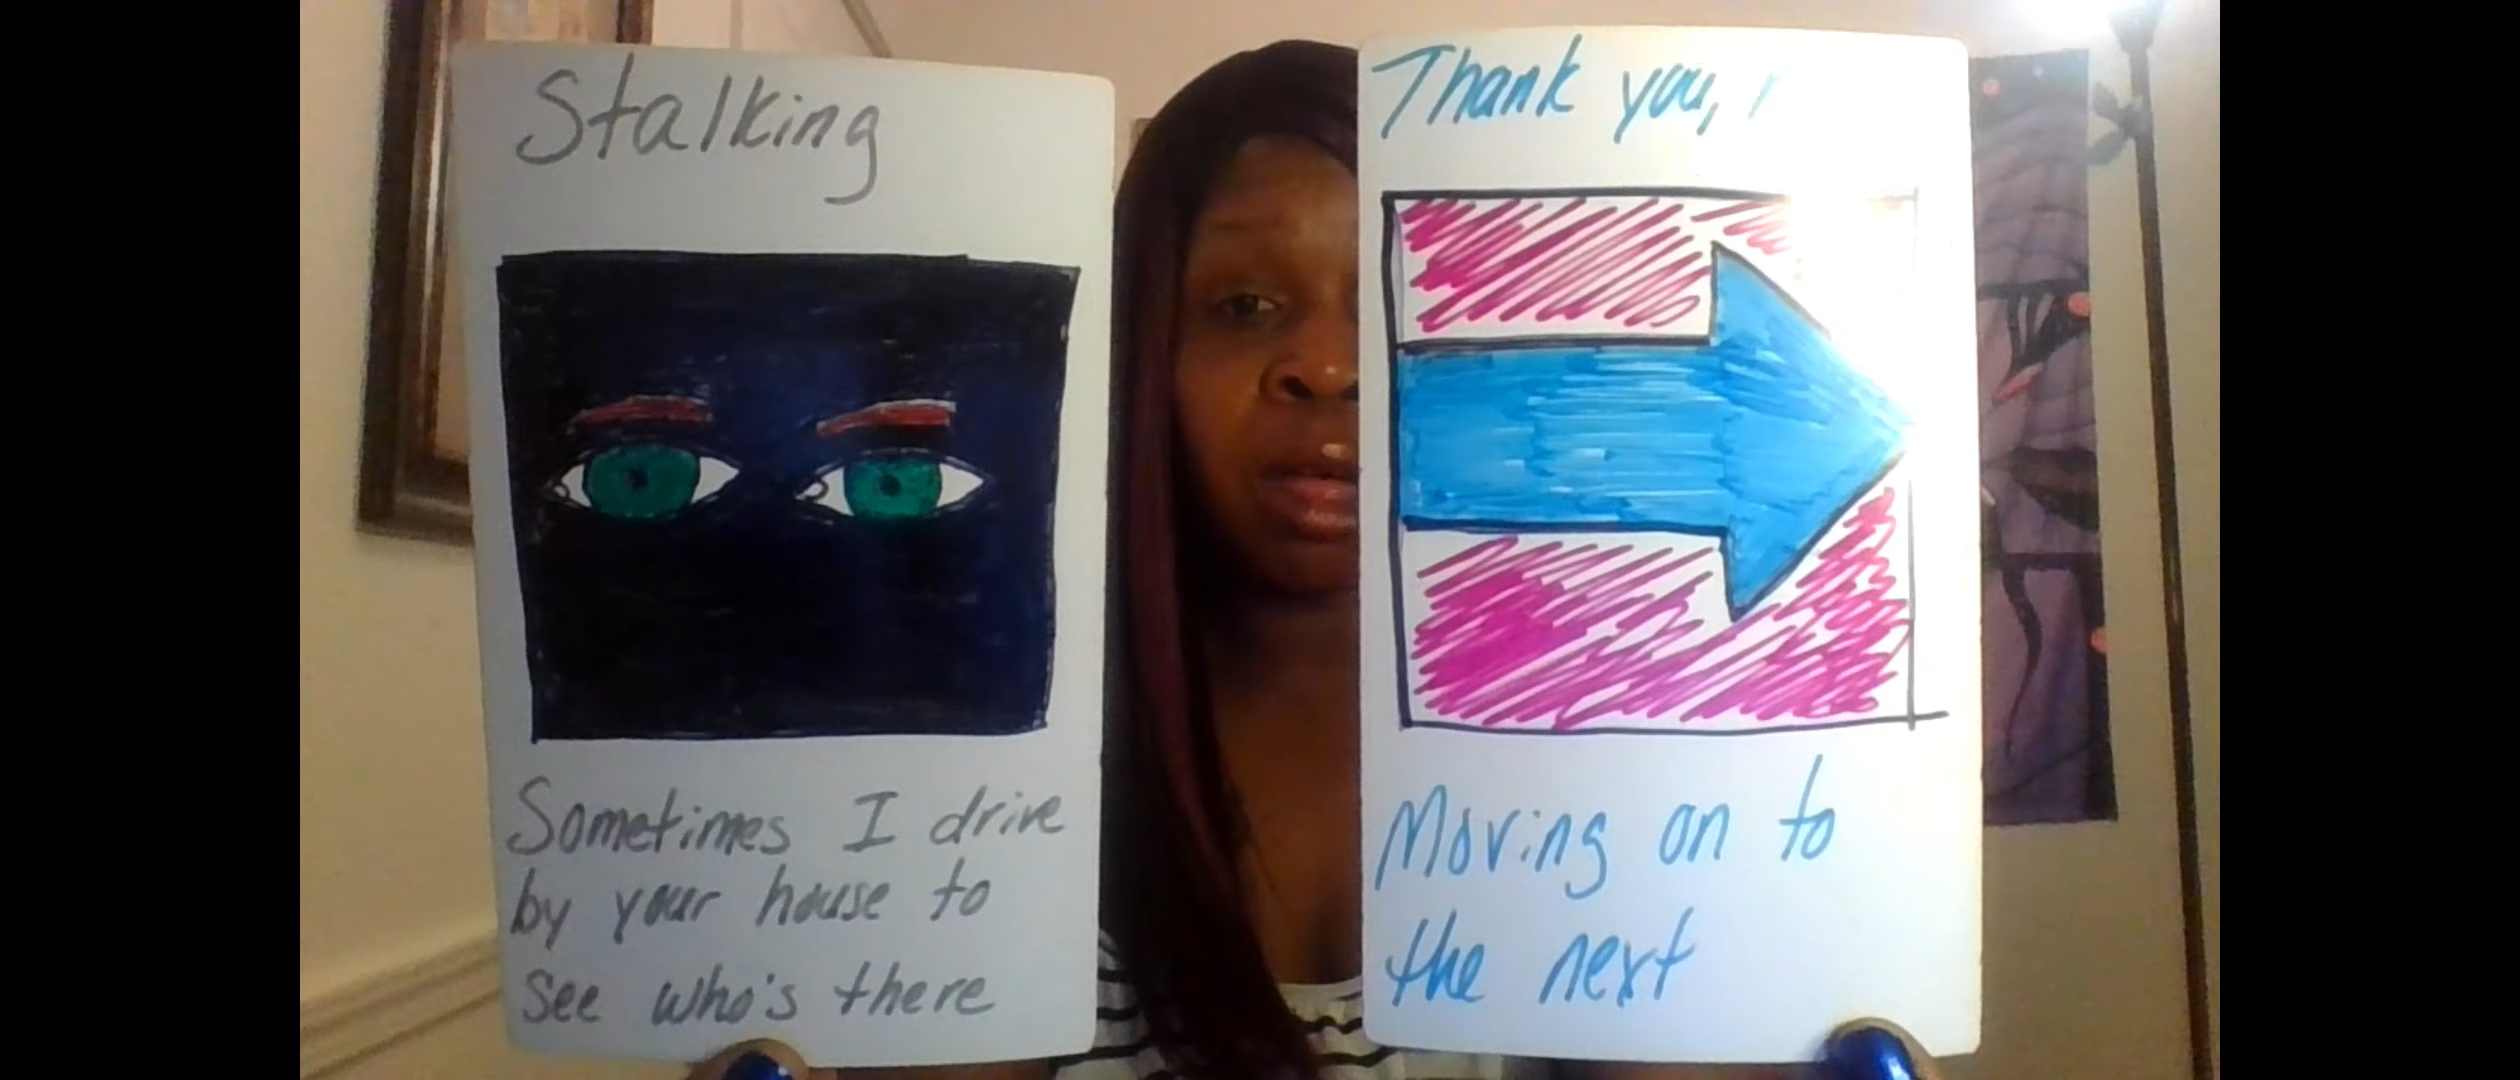 Stalking
Sometimes I drive
by your house to
see who's there
Thank you,
Moving on to
the next